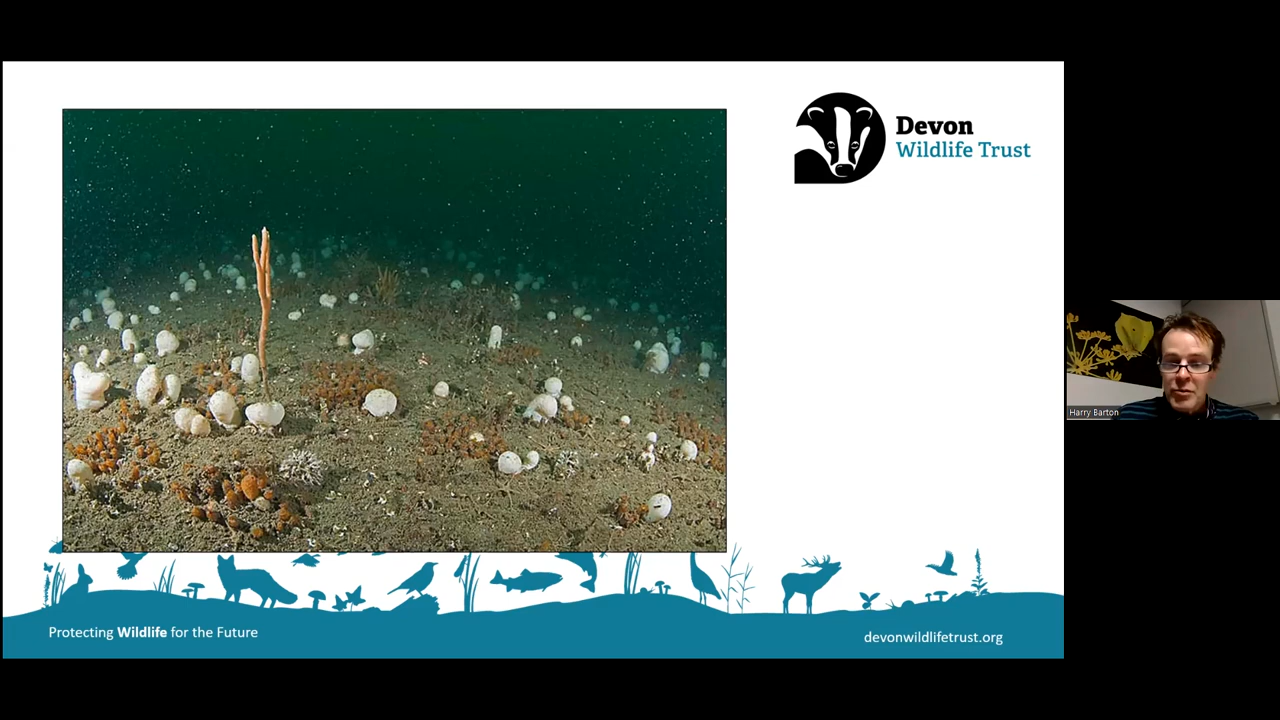 Devon
Wildlife Trust
Harry Barton
Protecting Wildlife for the Future
devonwildlifetrust.org